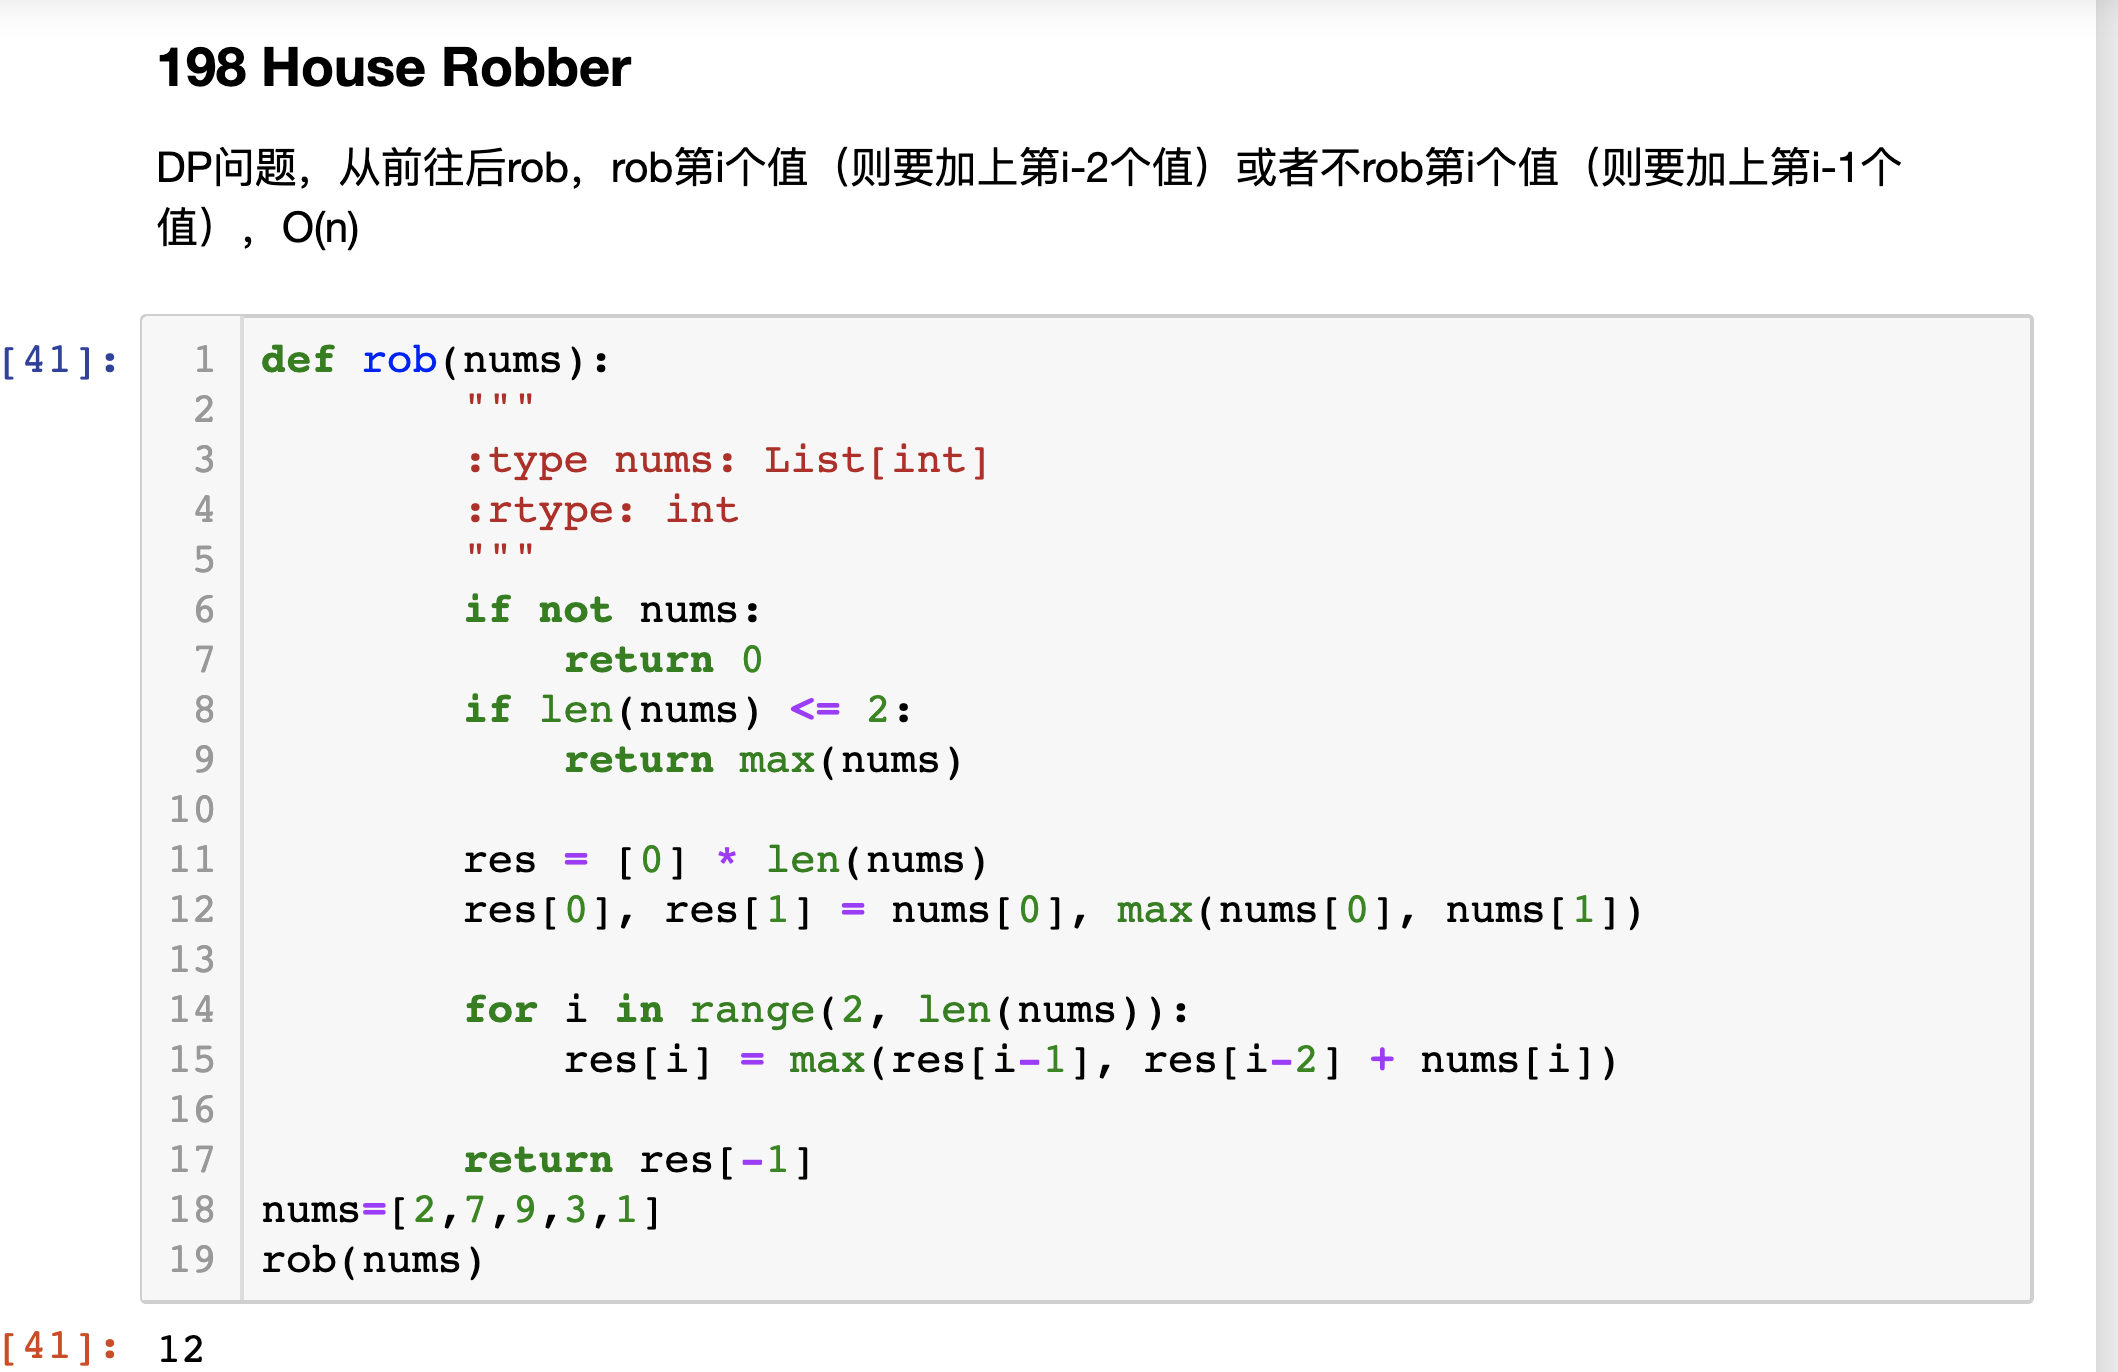 198 House Robber
DP问题，从前往后rob，rob第i个值（则要加上第i-2个值）或者不rob第i个值（则要加上第i-1个
值），O(n)
[41]:
1 def rob(nums):
2         """
3         :type nums: List[int]
4         :rtype: int
5         """
6         if not nums:
7             return 0
8         if len(nums) <= 2:
9             return max(nums)
10
11         res = [0] * len(nums)
12         res[0], res[1] = nums[0], max(nums[0], nums[1])
13
14         for i in range(2, len(nums)):
15             res[i] = max(res[i-1], res[i-2] + nums[i])
16
17         return res[-1]
18 nums=[2,7,9,3,1]
19 rob(nums)
[41]: 12